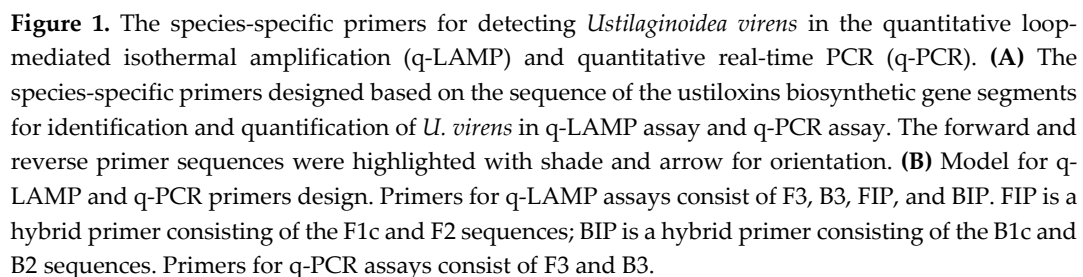 Figure 1. The species-specific primers for detecting Ustilaginoidea virens in the quantitative loop-
mediated isothermal amplification (q-LAMP) and quantitative real-time PCR (q-PCR). (A) The
species-specific primers designed based on the sequence of the ustiloxins biosynthetic gene segments
for identification and quantification of U. virens in q-LAMP assay and q-PCR assay. The forward and
reverse primer sequences were highlighted with shade and arrow for orientation. (B) Model for q-
LAMP and q-PCR primers design. Primers for q-LAMP assays consist of F3, B3, FIP, and BIP. FIP is a
hybrid primer consisting of the F1c and F2 sequences; BIP is a hybrid primer consisting of the B1c and
B2 sequences. Primers for q-PCR assays consist of F3 and B3.